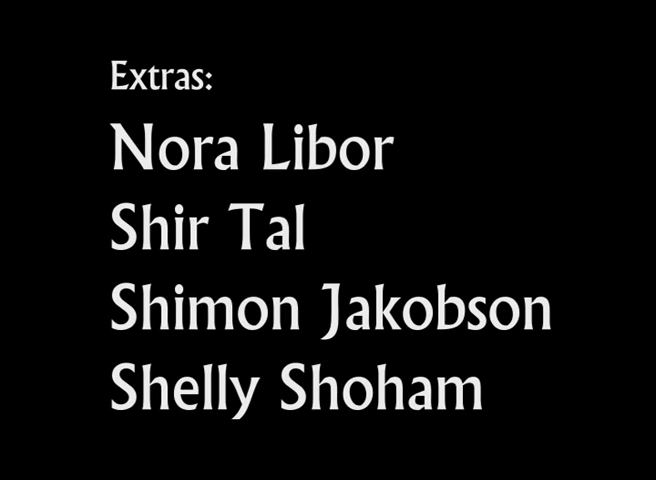 Extras:
Nora Libor
Shir Tal
Shimon Jakobson
Shelly Shoham